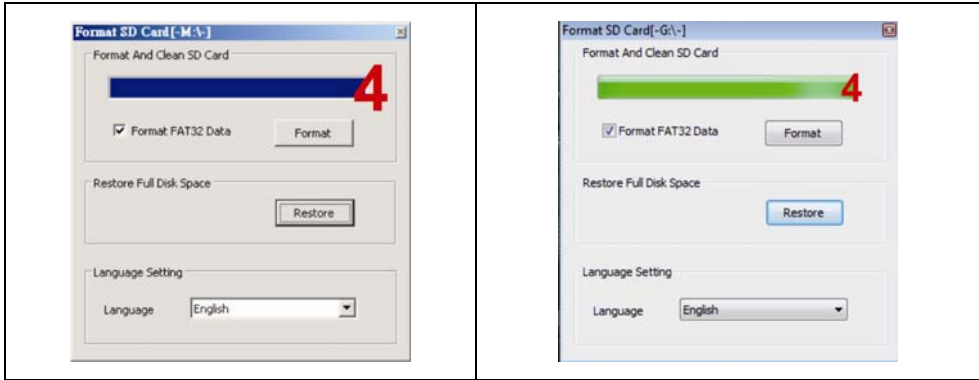 Format SD Card[-M:\-]
Format And Clean SD Card
4
Format FAT32 Data
Format
Restore Full Disk Space
Restore
Language Setting
Language
English
Format SD Card[-G:\-]
Format And Clean SD Card
4
Format FAT32 Data
Format
Restore Full Disk Space
Restore
Language Setting
Language
English